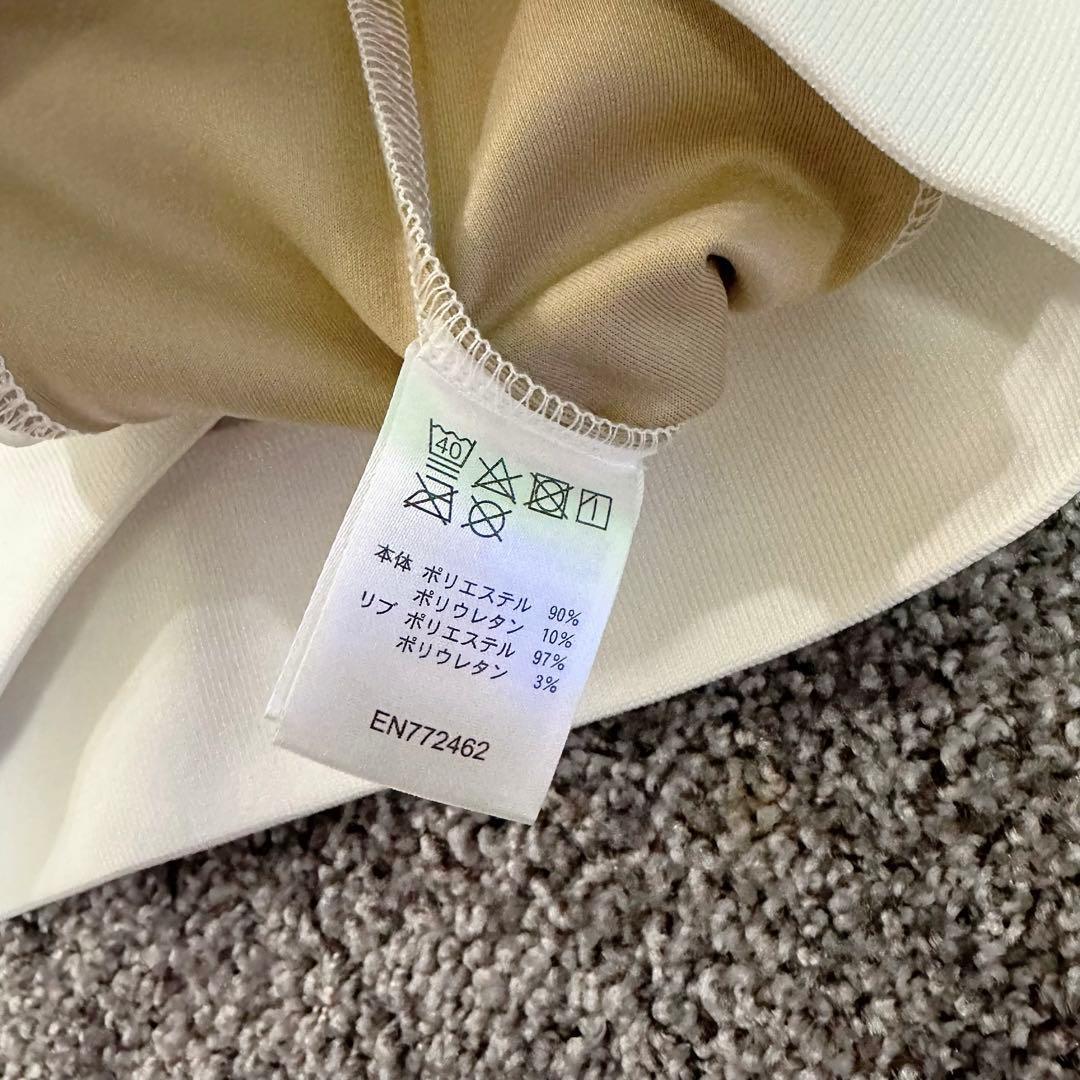 40
本体 ポリエステル 90%
ポリウレタン 10%
リブ ポリエステル 97%
ポリウレタン 3%
EN772462